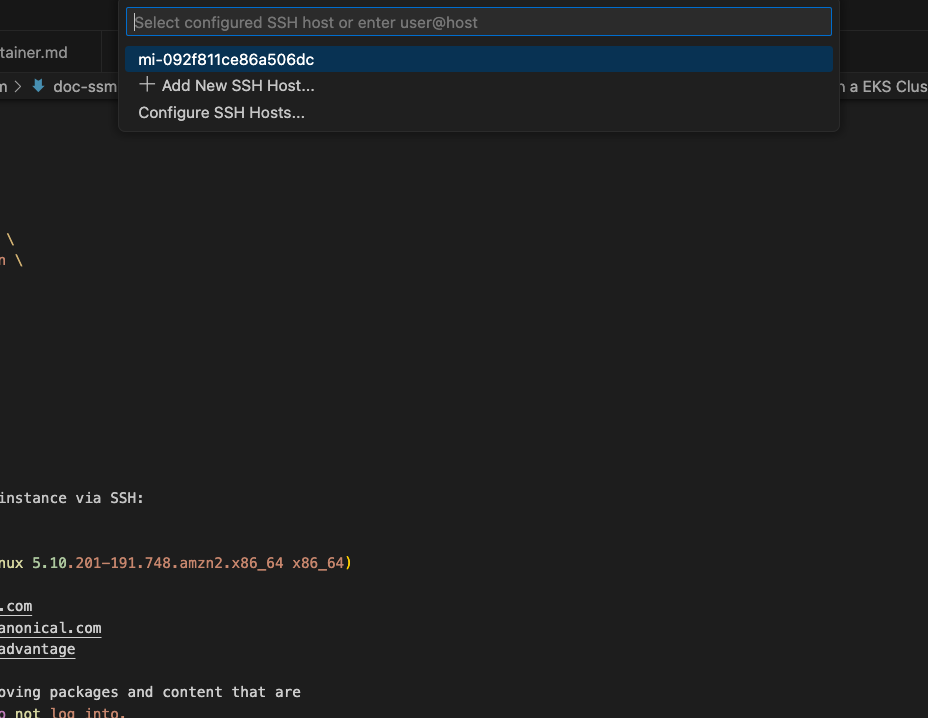 Select configured SSH host or enter user@host
tainer.md
mi-092f811ce86a506dc
m > doc-ssm
+ Add New SSH Host...
n a EKS Clus
Configure SSH Hosts...
\
n \
instance via SSH:
nux 5.10.201-191.748.amzn2.x86_64 x86_64)
.com
anonical.com
advantage
oving packages and content that are
o not log into.